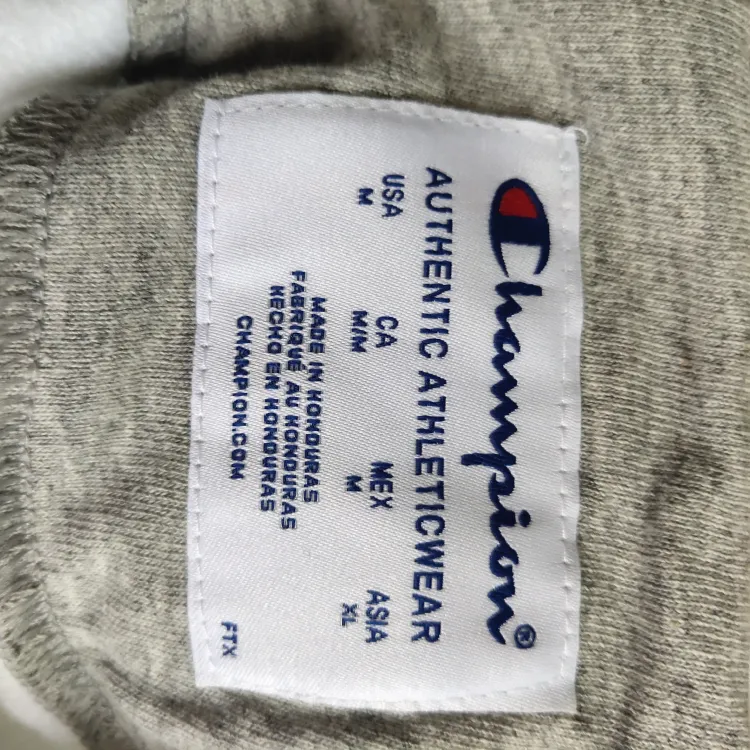 Champion®
AUTHENTIC ATHLETICWEAR
USA CA MEX ASIA
M M/M M XL
MADE IN HONDURAS
FABRIQUÉ AU HONDURAS
HECHO EN HONDURAS
CHAMPION.COM
FTX